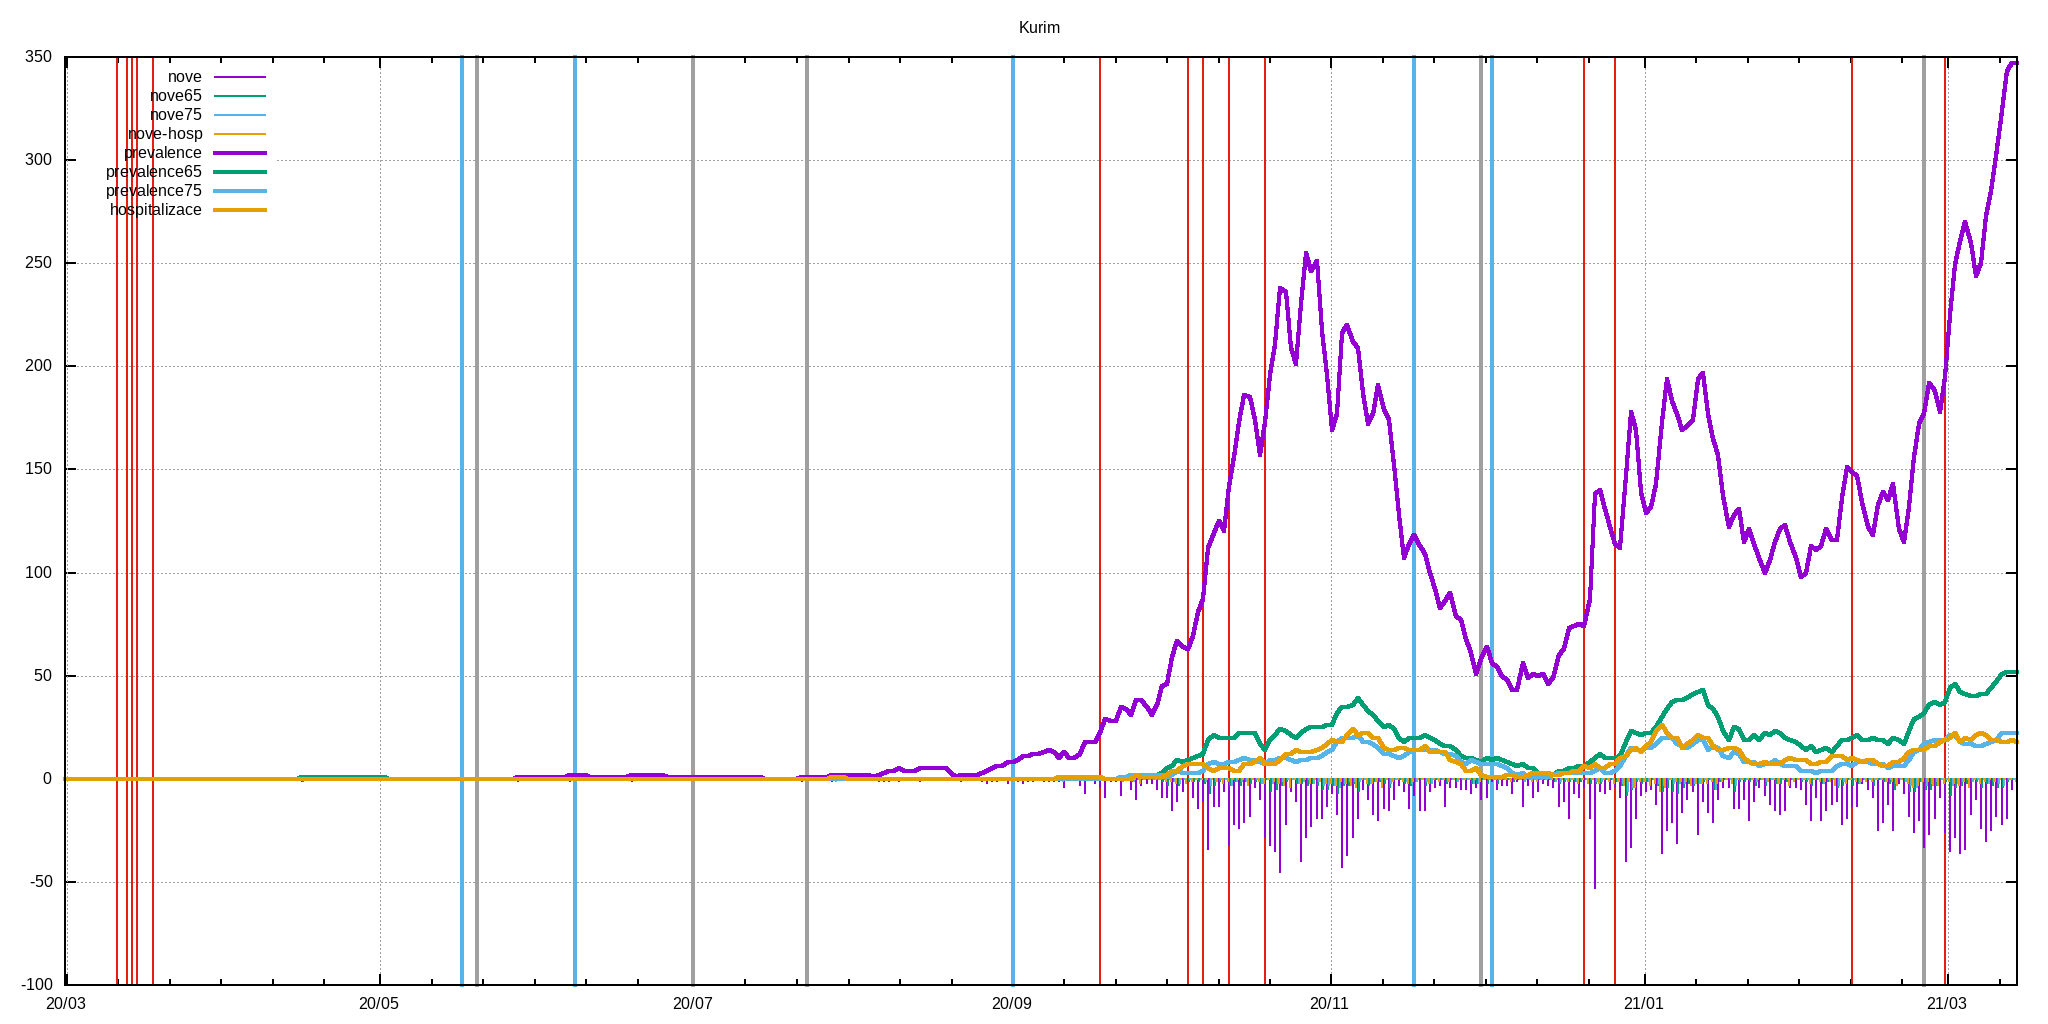 Kurim
350
300
250
200
150
100
50
0
-50
-100
nove
nove65
nove75
nove-hosp
prevalence
prevalence65
prevalence75
hospitalizace
20/03 20/05 20/07 20/09 20/11 21/01 21/03